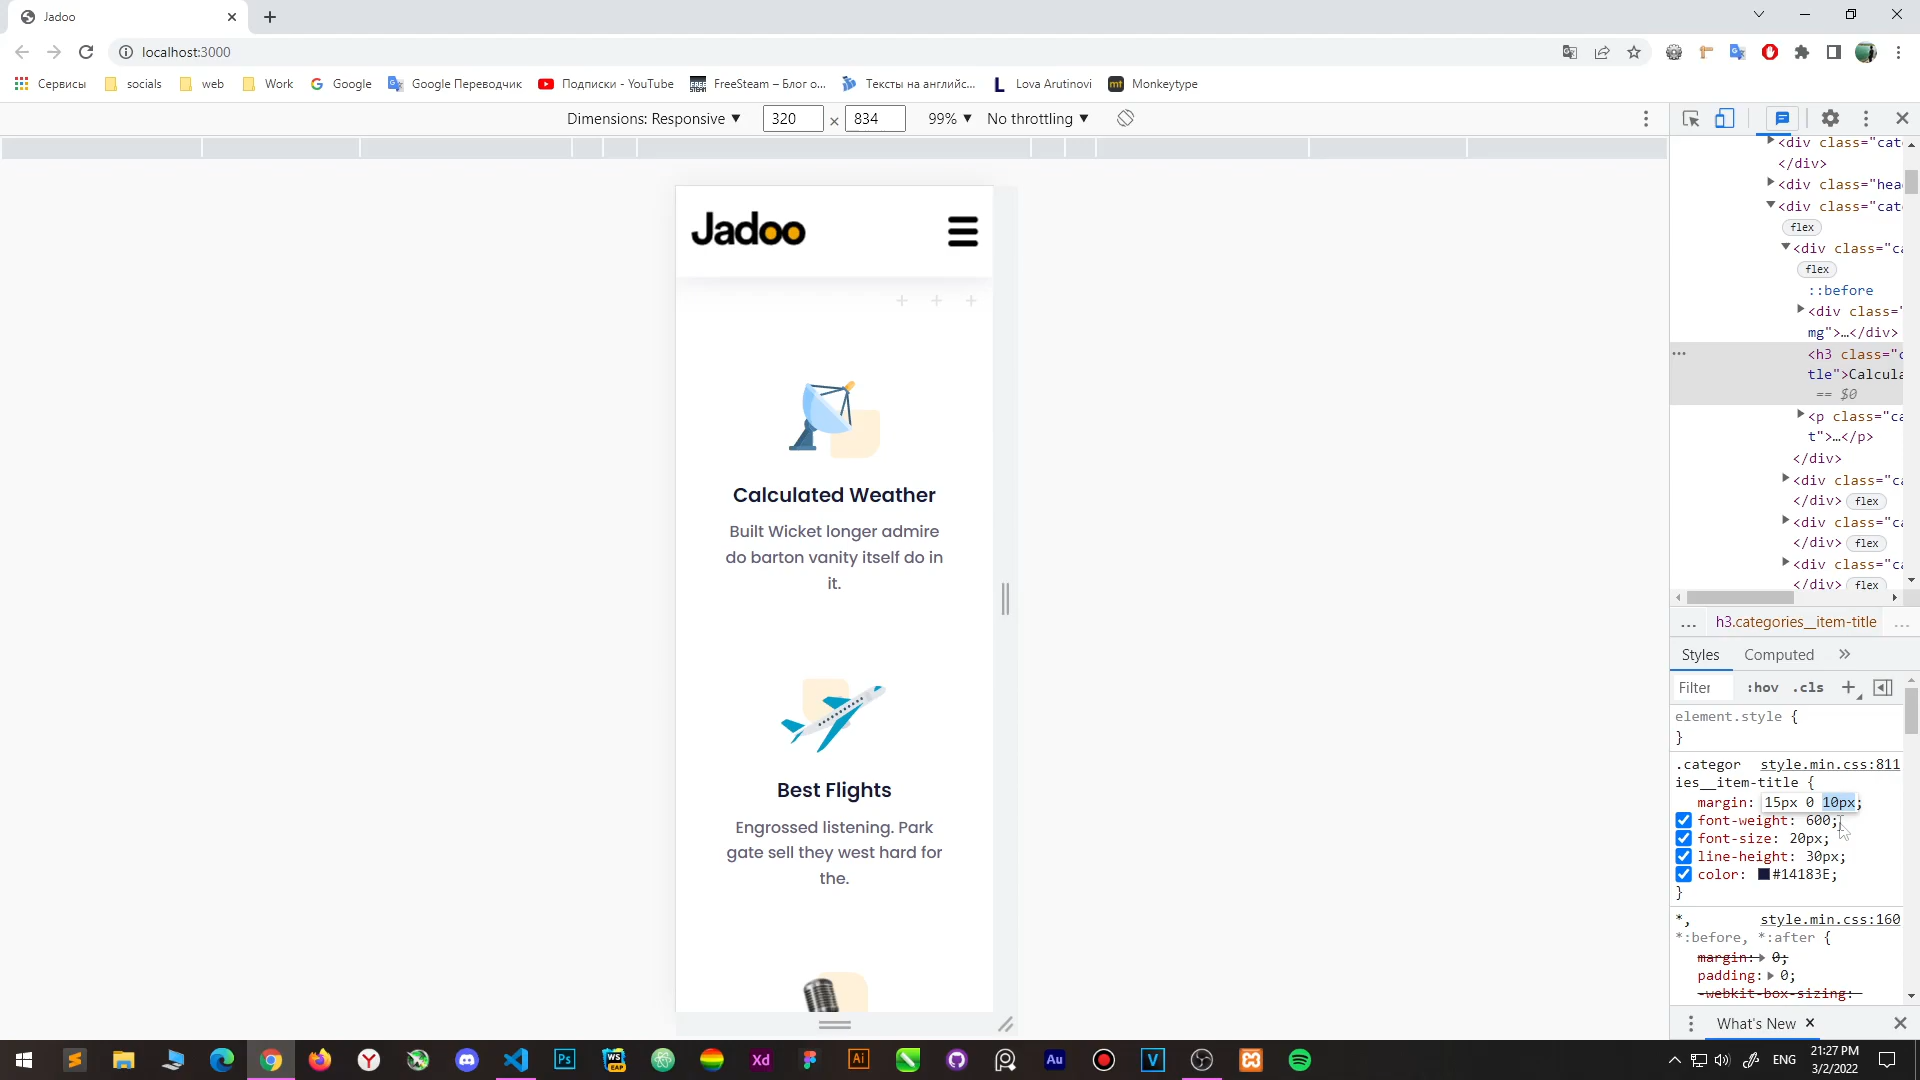 Jadoo
localhost:3000
Сервисы
socials
web
Work
Google
Google Переводчик
Подписки - YouTube
FreeSteam – Блог о...
Тексты на английс...
Lova Arutinovi
mt
Monkeytype
Dimensions: Responsive
320
×
834
99%
No throttling
Jadoo
Calculated Weather
Built Wicket longer admire
do barton vanity itself do in
it.
Best Flights
Engrossed listening. Park
gate sell they west hard for
the.
<div class="cat
</div>
<div class="hea
<div class="cat
flex
<div class="ca
flex
::before
<div class="
mg">…</div>
<h3 class="c
tle">Calcula
== $0
<p class="ca
t">…</p>
</div>
<div class="ca
</div> flex
<div class="ca
</div> flex
<div class="ca
</div> flex
...
h3.categories__item-title
...
Styles
Computed
Filter
:hov
.cls
element.style {
}
.categor style.min.css:811
ies__item-title {
margin: 15px 0 10px;
font-weight: 600;
font-size: 20px;
line-height: 30px;
color: #14183E;
}
*, style.min.css:160
*:before, *:after {
margin: 0;
padding: 0;
-webkit-box-sizing:
What's New
Ps
WS
EAP
Xd
Ai
Au
V
ENG
21:27 PM
3/2/2022